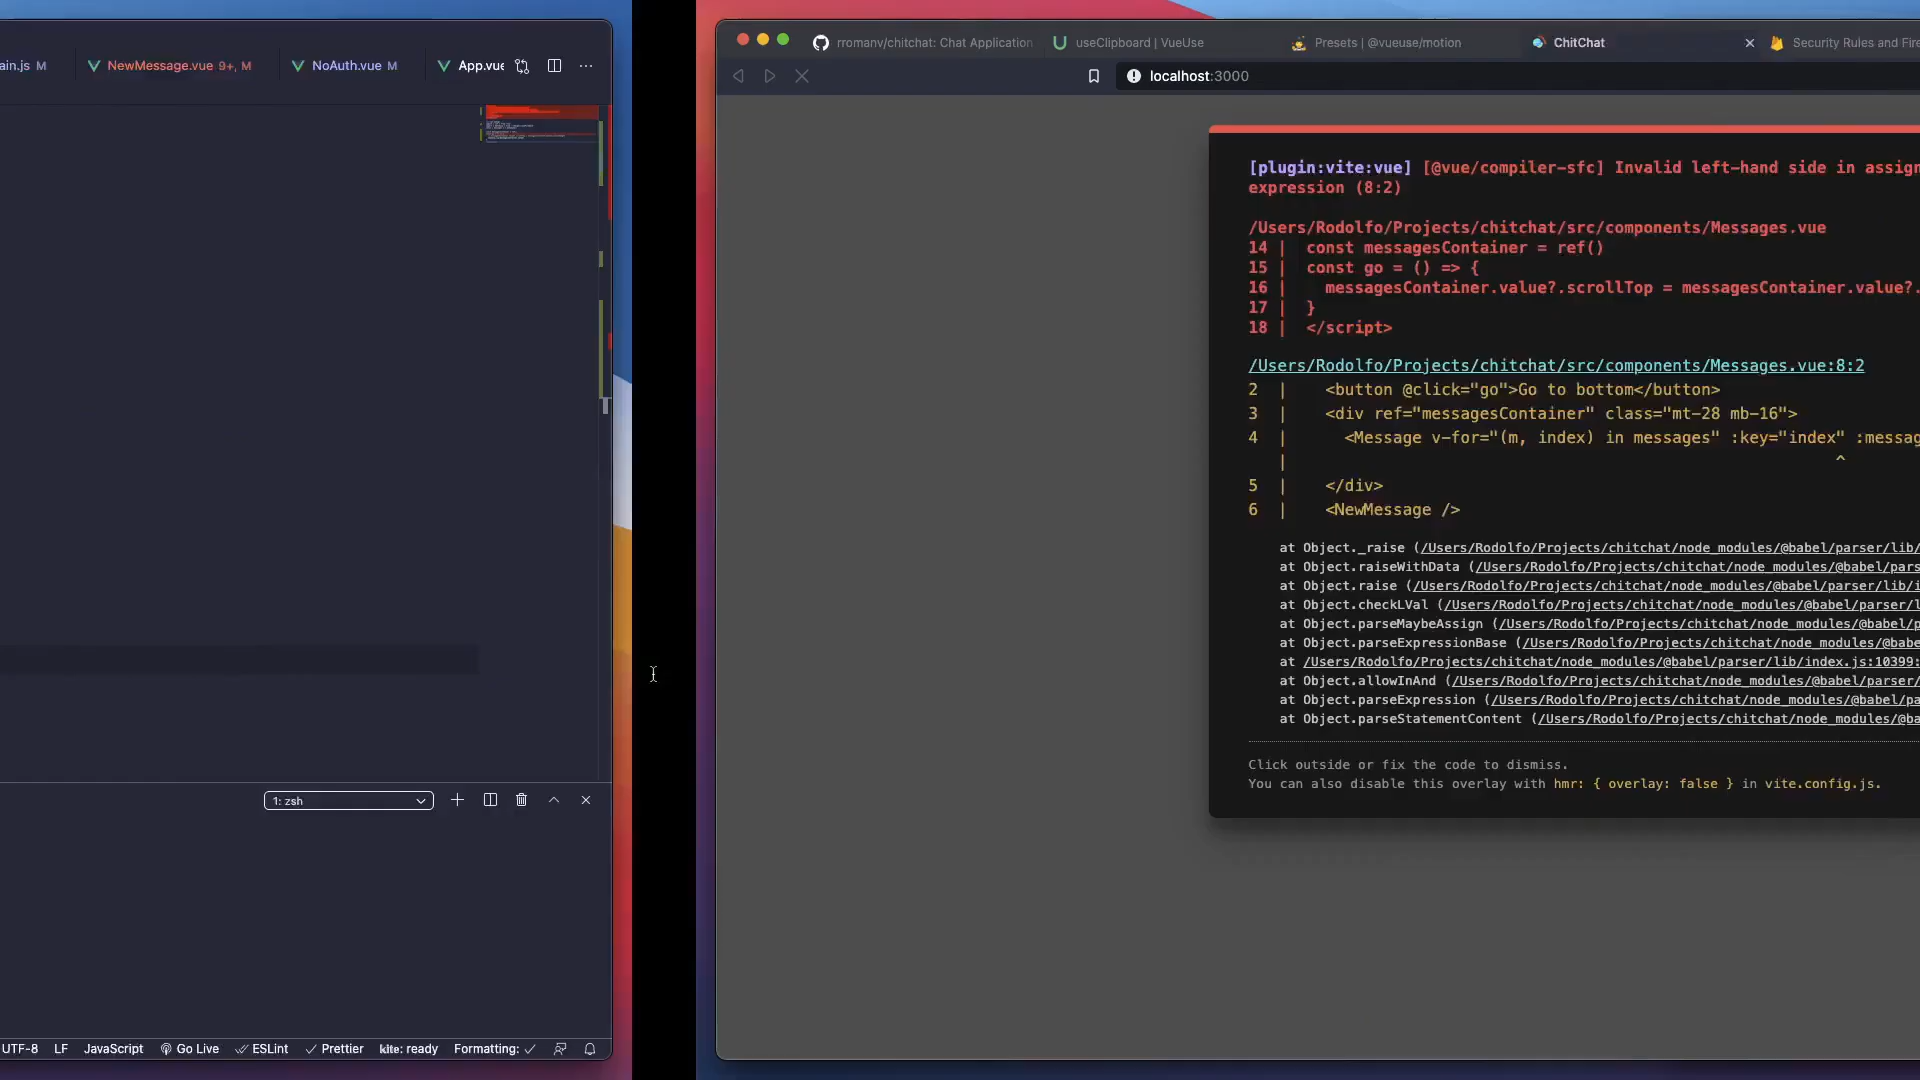 ain.js M
NewMessage.vue 9+, M
NoAuth.vue M
App.vue
1: zsh
UTF-8 LF JavaScript Go Live ESLint Prettier kite: ready Formatting:
rromanv/chitchat: Chat Application
useClipboard | VueUse
Presets | @vueuse/motion
ChitChat
Security Rules and Fire
localhost:3000
[plugin:vite:vue] [@vue/compiler-sfc] Invalid left-hand side in assign
expression (8:2)
/Users/Rodolfo/Projects/chitchat/src/components/Messages.vue
14 | const messagesContainer = ref()
15 | const go = () => {
16 | messagesContainer.value?.scrollTop = messagesContainer.value?.
17 | }
18 | </script>
/Users/Rodolfo/Projects/chitchat/src/components/Messages.vue:8:2
2 | <button @click="go">Go to bottom</button>
3 | <div ref="messagesContainer" class="mt-28 mb-16">
4 | <Message v-for="(m, index) in messages" :key="index" :messag
| ^
5 | </div>
6 | <NewMessage />
at Object._raise (/Users/Rodolfo/Projects/chitchat/node_modules/@babel/parser/lib/
at Object.raiseWithData (/Users/Rodolfo/Projects/chitchat/node_modules/@babel/pars
at Object.raise (/Users/Rodolfo/Projects/chitchat/node_modules/@babel/parser/lib/i
at Object.checkLVal (/Users/Rodolfo/Projects/chitchat/node_modules/@babel/parser/l
at Object.parseMaybeAssign (/Users/Rodolfo/Projects/chitchat/node_modules/@babel/p
at Object.parseExpressionBase (/Users/Rodolfo/Projects/chitchat/node_modules/@babe
at /Users/Rodolfo/Projects/chitchat/node_modules/@babel/parser/lib/index.js:10399:
at Object.allowInAnd (/Users/Rodolfo/Projects/chitchat/node_modules/@babel/parser/
at Object.parseExpression (/Users/Rodolfo/Projects/chitchat/node_modules/@babel/pa
at Object.parseStatementContent (/Users/Rodolfo/Projects/chitchat/node_modules/@ba
Click outside or fix the code to dismiss.
You can also disable this overlay with hmr: { overlay: false } in vite.config.js.